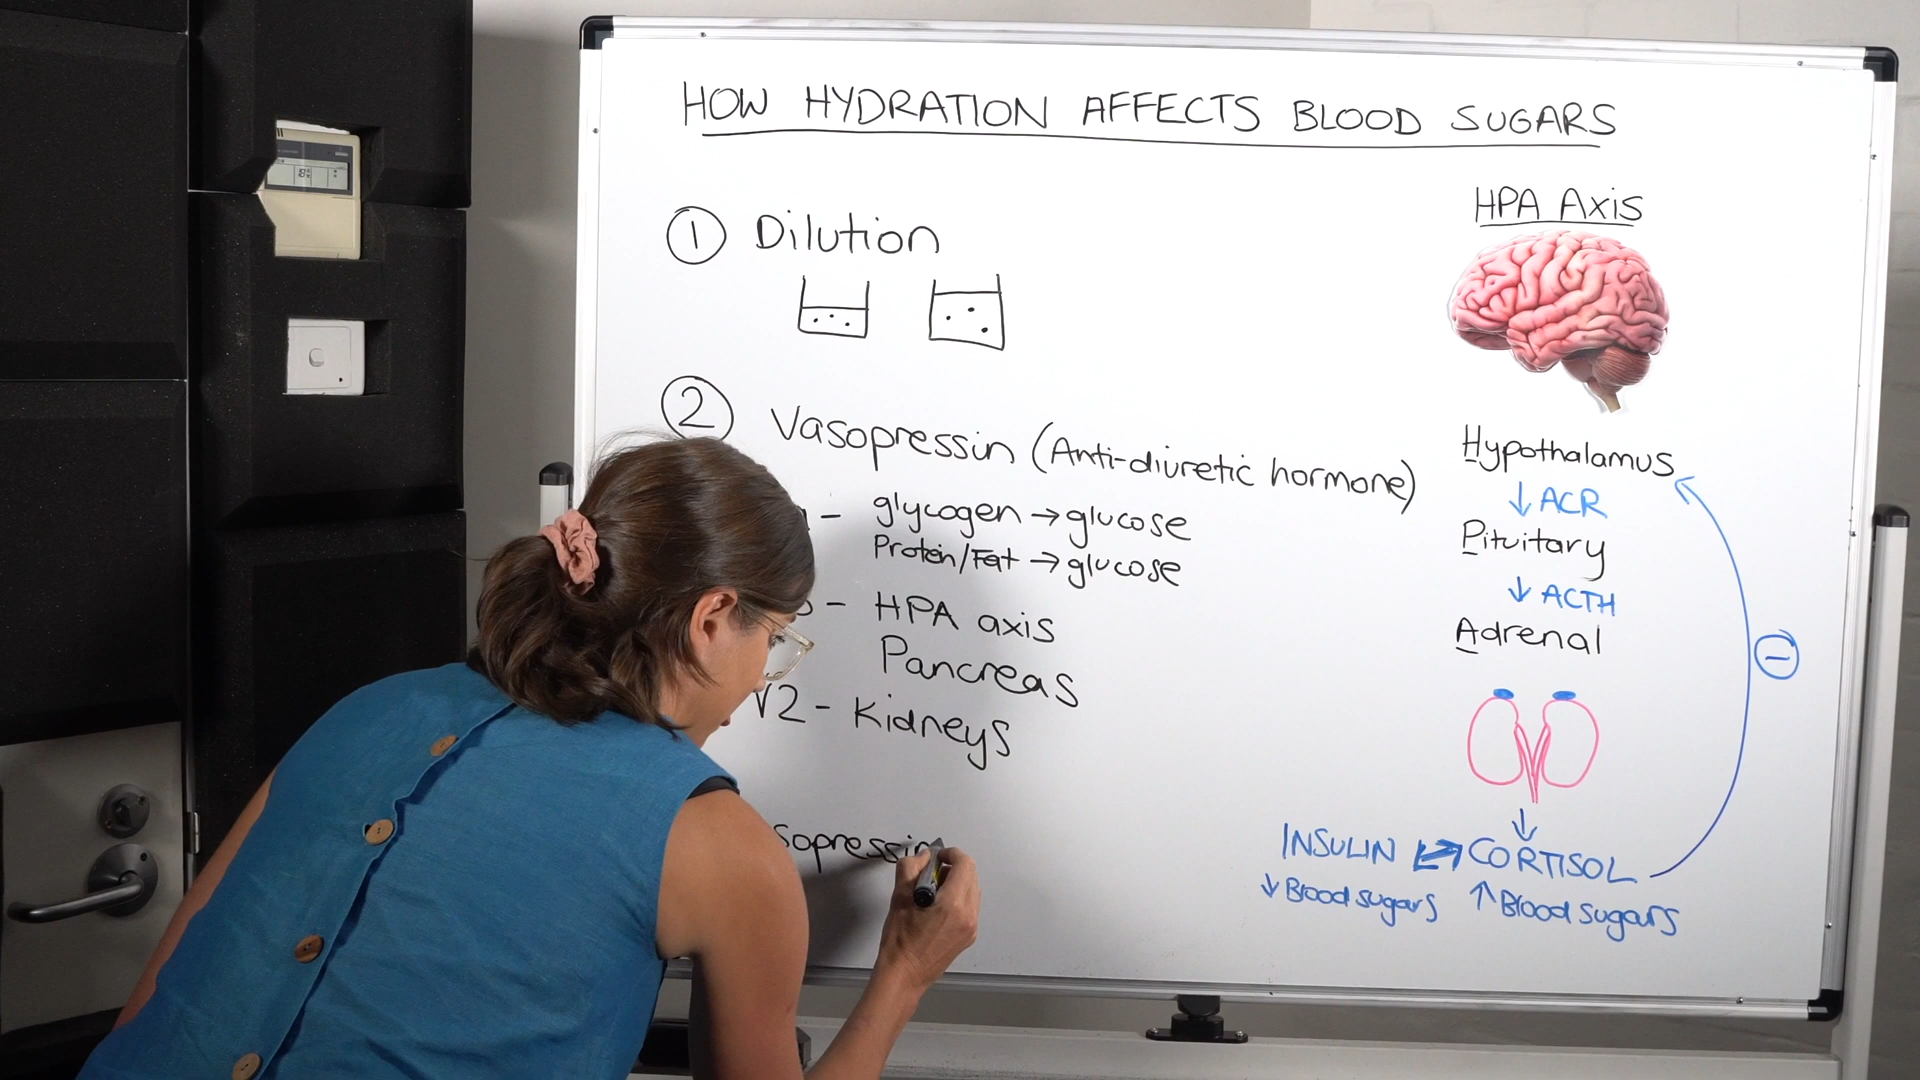 HOW HYDRATION AFFECTS BLOOD SUGARS
1 Dilution
2 Vasopressin (Anti-diuretic hormone)
- glycogen → glucose
Protein/Fat → glucose
- HPA axis
Pancreas
V2 - Kidneys
sopressin
HPA Axis
Hypothalamus
↓ ACR
Pituitary
↓ ACTH
Adrenal
↓
INSULIN ↔ CORTISOL
↓ Blood sugars ↑ Blood sugars
−